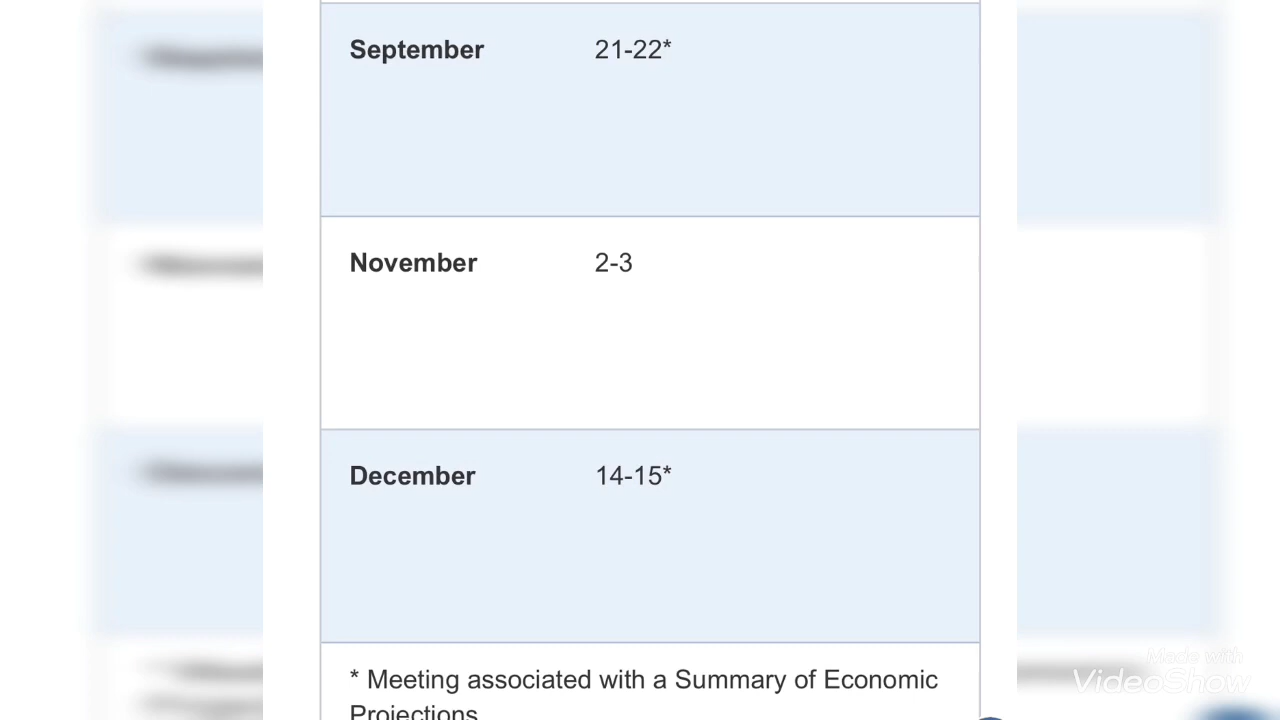 September 21-22*
November 2-3
December 14-15*
* Meeting associated with a Summary of Economic
Projections
Made with
VideoShow